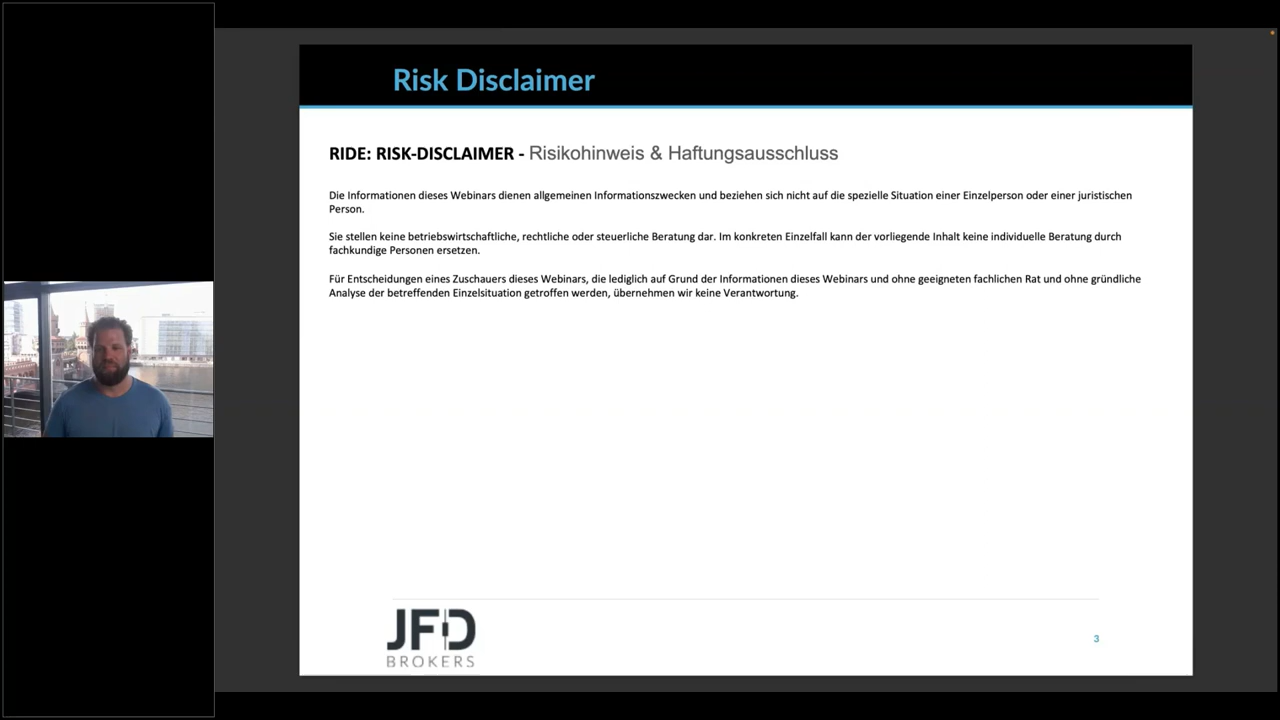 Risk Disclaimer
RIDE: RISK-DISCLAIMER - Risikohinweis & Haftungsausschluss
Die Informationen dieses Webinars dienen allgemeinen Informationszwecken und beziehen sich nicht auf die spezielle Situation einer Einzelperson oder einer juristischen
Person.
Sie stellen keine betriebswirtschaftliche, rechtliche oder steuerliche Beratung dar. Im konkreten Einzelfall kann der vorliegende Inhalt keine individuelle Beratung durch
fachkundige Personen ersetzen.
Für Entscheidungen eines Zuschauers dieses Webinars, die lediglich auf Grund der Informationen dieses Webinars und ohne geeigneten fachlichen Rat und ohne gründliche
Analyse der betreffenden Einzelsituation getroffen werden, übernehmen wir keine Verantwortung.
JFD
BROKERS
3